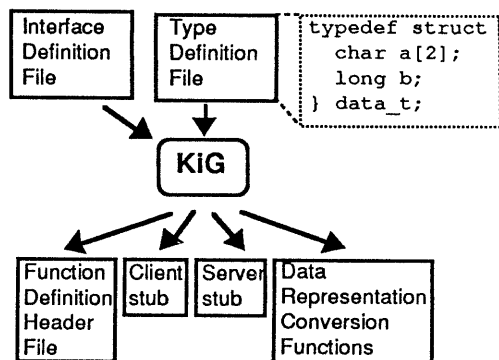 Interface
Definition
File
Type
Definition
File
typedef struct
char a[2];
long b;
} data_t;
KiG
Function
Definition
Header
File
Client
stub
Server
stub
Data
Representation
Conversion
Functions